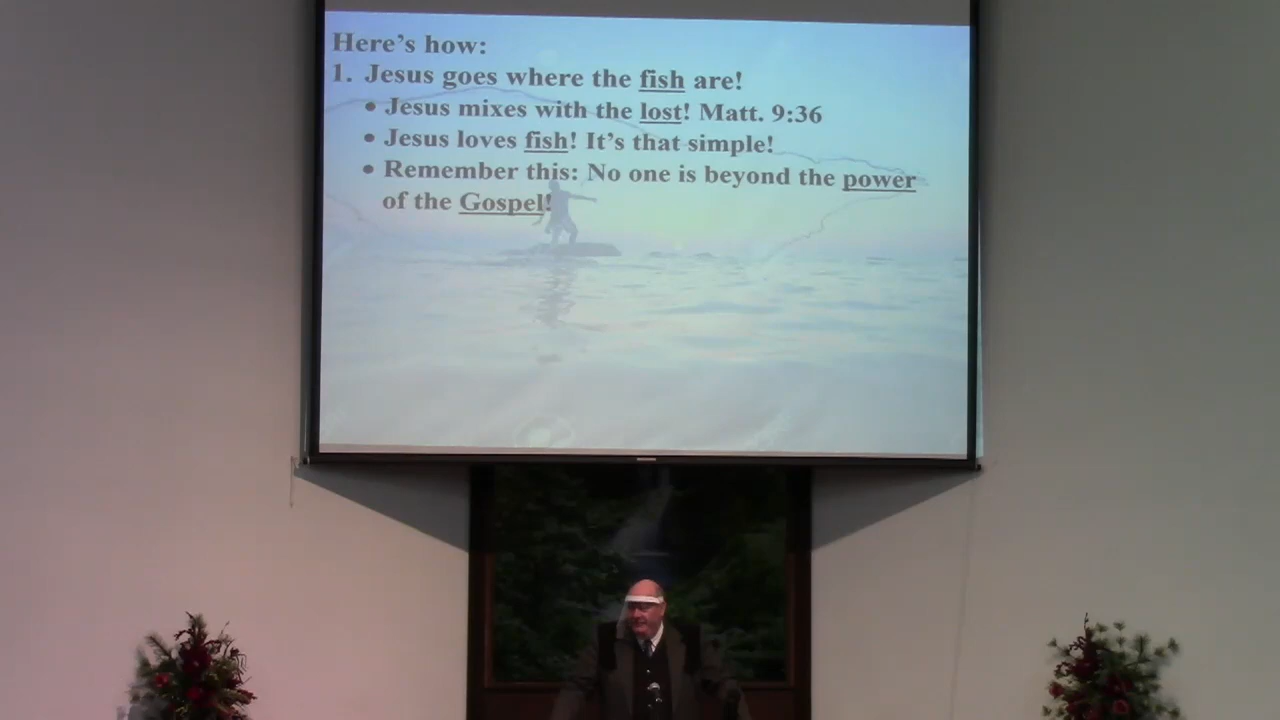 Here's how:
1. Jesus goes where the fish are!
• Jesus mixes with the lost! Matt. 9:36
• Jesus loves fish! It's that simple!
• Remember this: No one is beyond the power
of the Gospel!